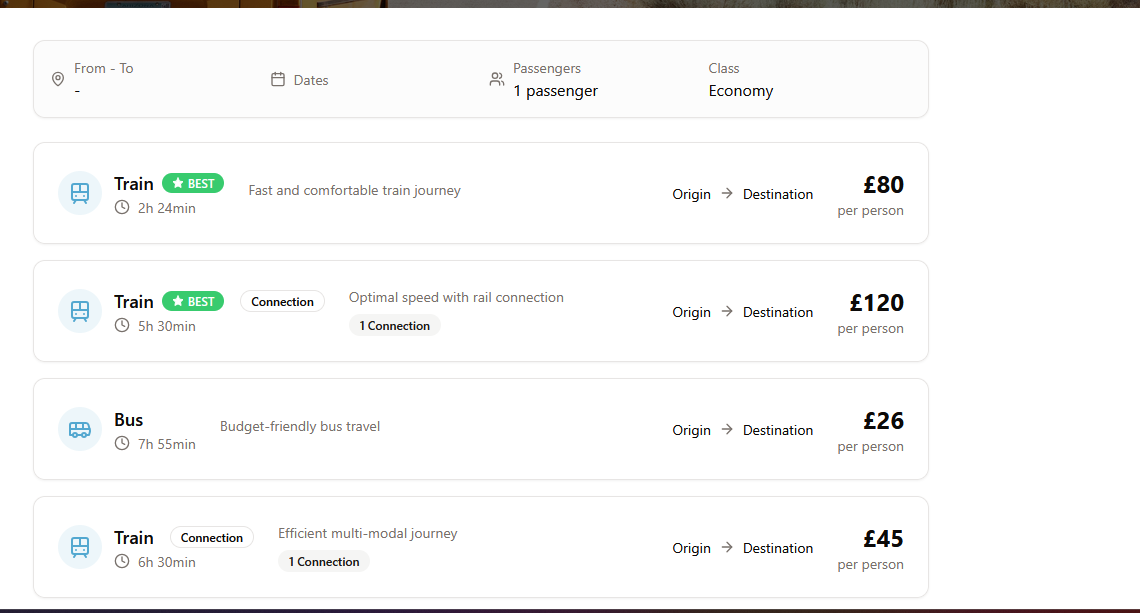 From - To
-
Dates
Passengers
1 passenger
Class
Economy
Train BEST
2h 24min
Fast and comfortable train journey
Origin → Destination
£80
per person
Train BEST Connection
5h 30min
Optimal speed with rail connection
1 Connection
Origin → Destination
£120
per person
Bus
7h 55min
Budget-friendly bus travel
Origin → Destination
£26
per person
Train Connection
6h 30min
Efficient multi-modal journey
1 Connection
Origin → Destination
£45
per person